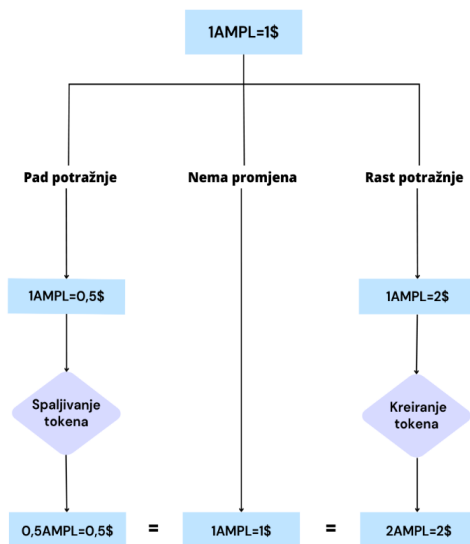 1AMPL=1$
Pad potražnje
Nema promjena
Rast potražnje
1AMPL=0,5$
1AMPL=2$
Spaljivanje
tokena
Kreiranje
tokena
0,5AMPL=0,5$ = 1AMPL=1$ = 2AMPL=2$